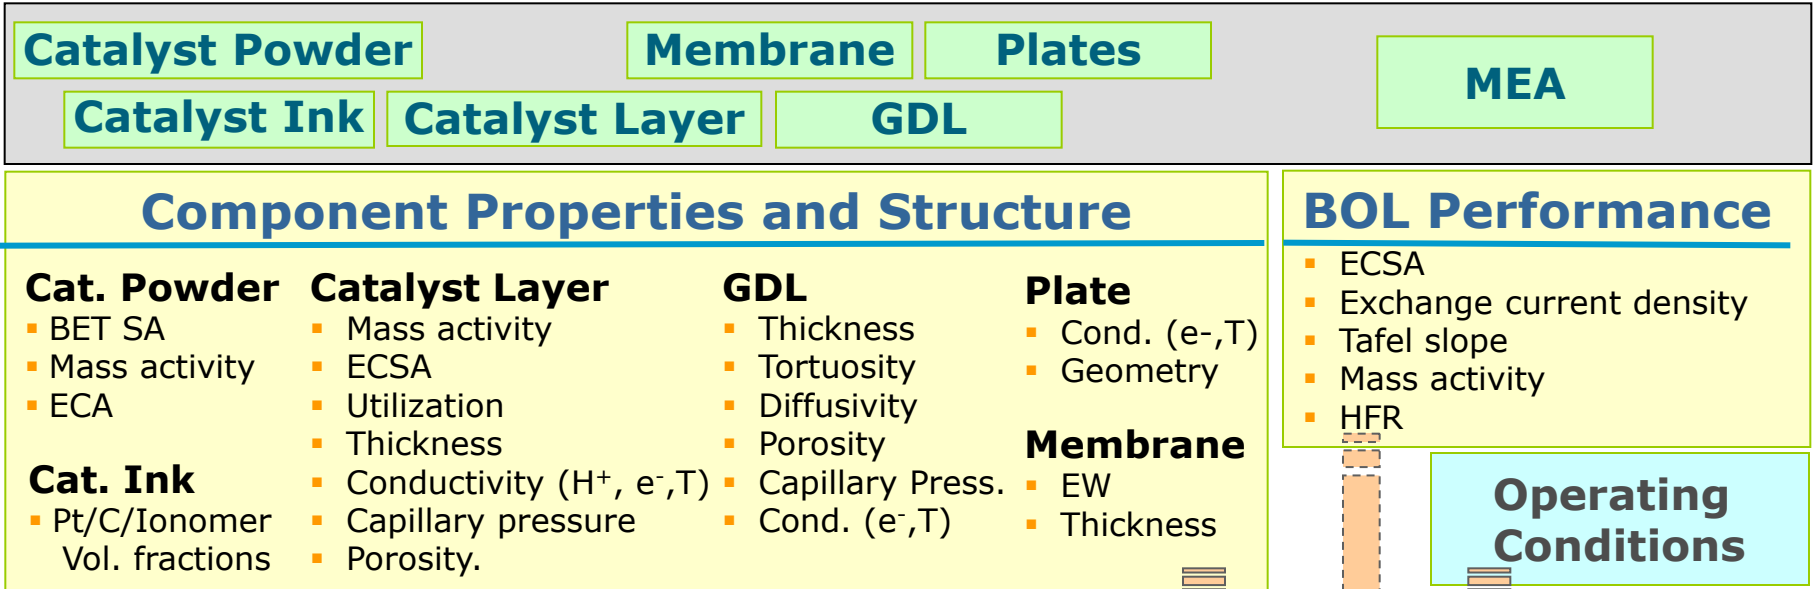 Catalyst Powder
Membrane
Plates
MEA
Catalyst Ink
Catalyst Layer
GDL
Component Properties and Structure
Cat. Powder
▪ BET SA
▪ Mass activity
▪ ECA
Cat. Ink
▪ Pt/C/Ionomer
Vol. fractions
Catalyst Layer
▪ Mass activity
▪ ECSA
▪ Utilization
▪ Thickness
▪ Conductivity (H⁺, e⁻,T)
▪ Capillary pressure
▪ Porosity.
GDL
▪ Thickness
▪ Tortuosity
▪ Diffusivity
▪ Porosity
▪ Capillary Press.
▪ Cond. (e⁻,T)
Plate
▪ Cond. (e-,T)
▪ Geometry
Membrane
▪ EW
▪ Thickness
BOL Performance
▪ ECSA
▪ Exchange current density
▪ Tafel slope
▪ Mass activity
▪ HFR
Operating
Conditions